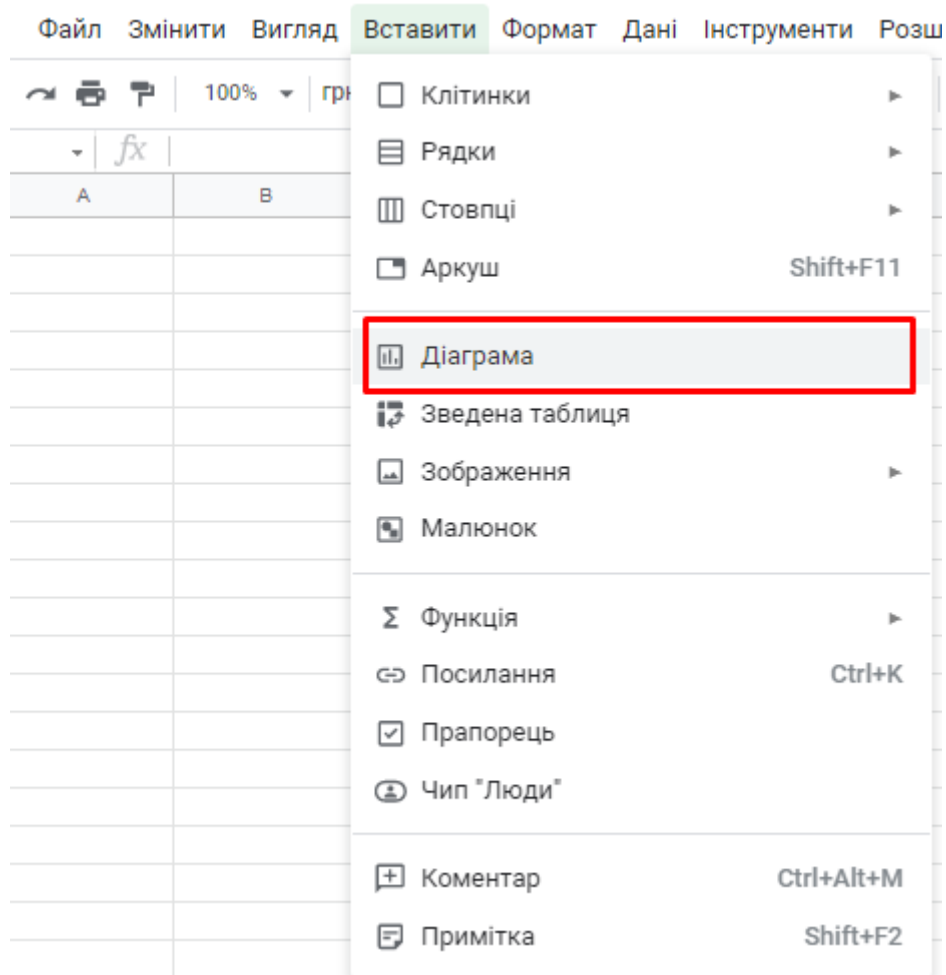 Файл Змінити Вигляд Вставити Формат Дані Інструменти Розш
100% грн
fx
A B
Клітинки
Рядки
Стовпці
Аркуш Shift+F11
Діаграма
Зведена таблиця
Зображення
Малюнок
Σ Функція
Посилання Ctrl+K
Прапорець
Чип "Люди"
Коментар Ctrl+Alt+M
Примітка Shift+F2